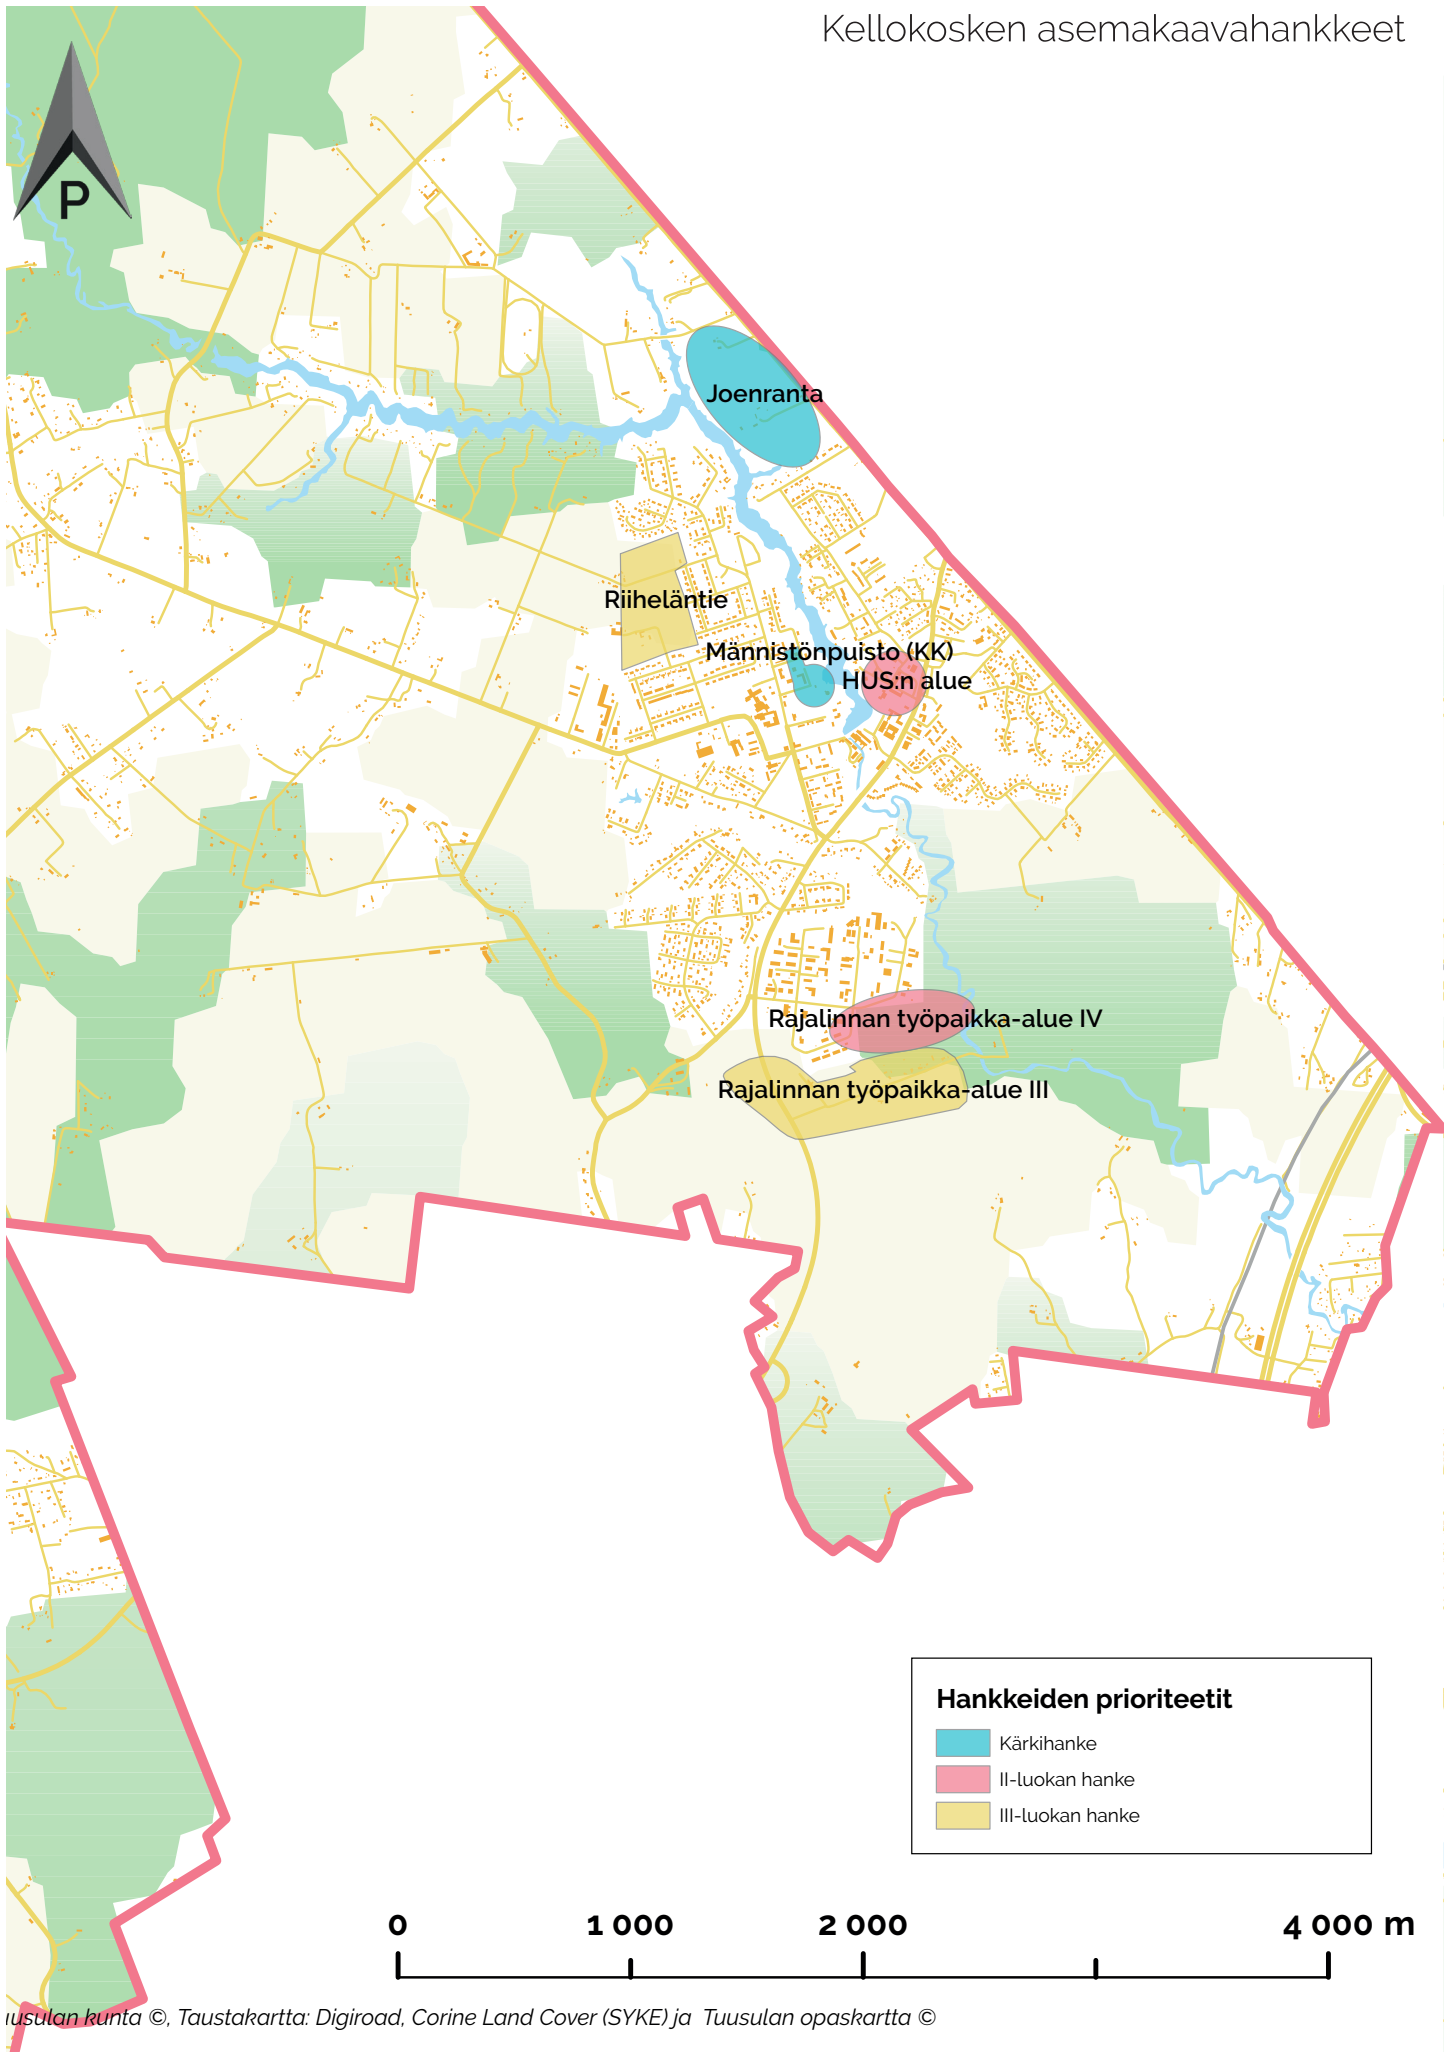 Kellokosken asemakaavahankkeet
P
Joenranta
Riiheläntie
Männistönpuisto (KK)
HUS:n alue
Rajalinnan työpaikka-alue IV
Rajalinnan työpaikka-alue III
Hankkeiden prioriteetit
Kärkihanke
II-luokan hanke
III-luokan hanke
0 1 000 2 000 4 000 m
uusulan kunta ©, Taustakartta: Digiroad, Corine Land Cover (SYKE) ja Tuusulan opaskartta ©